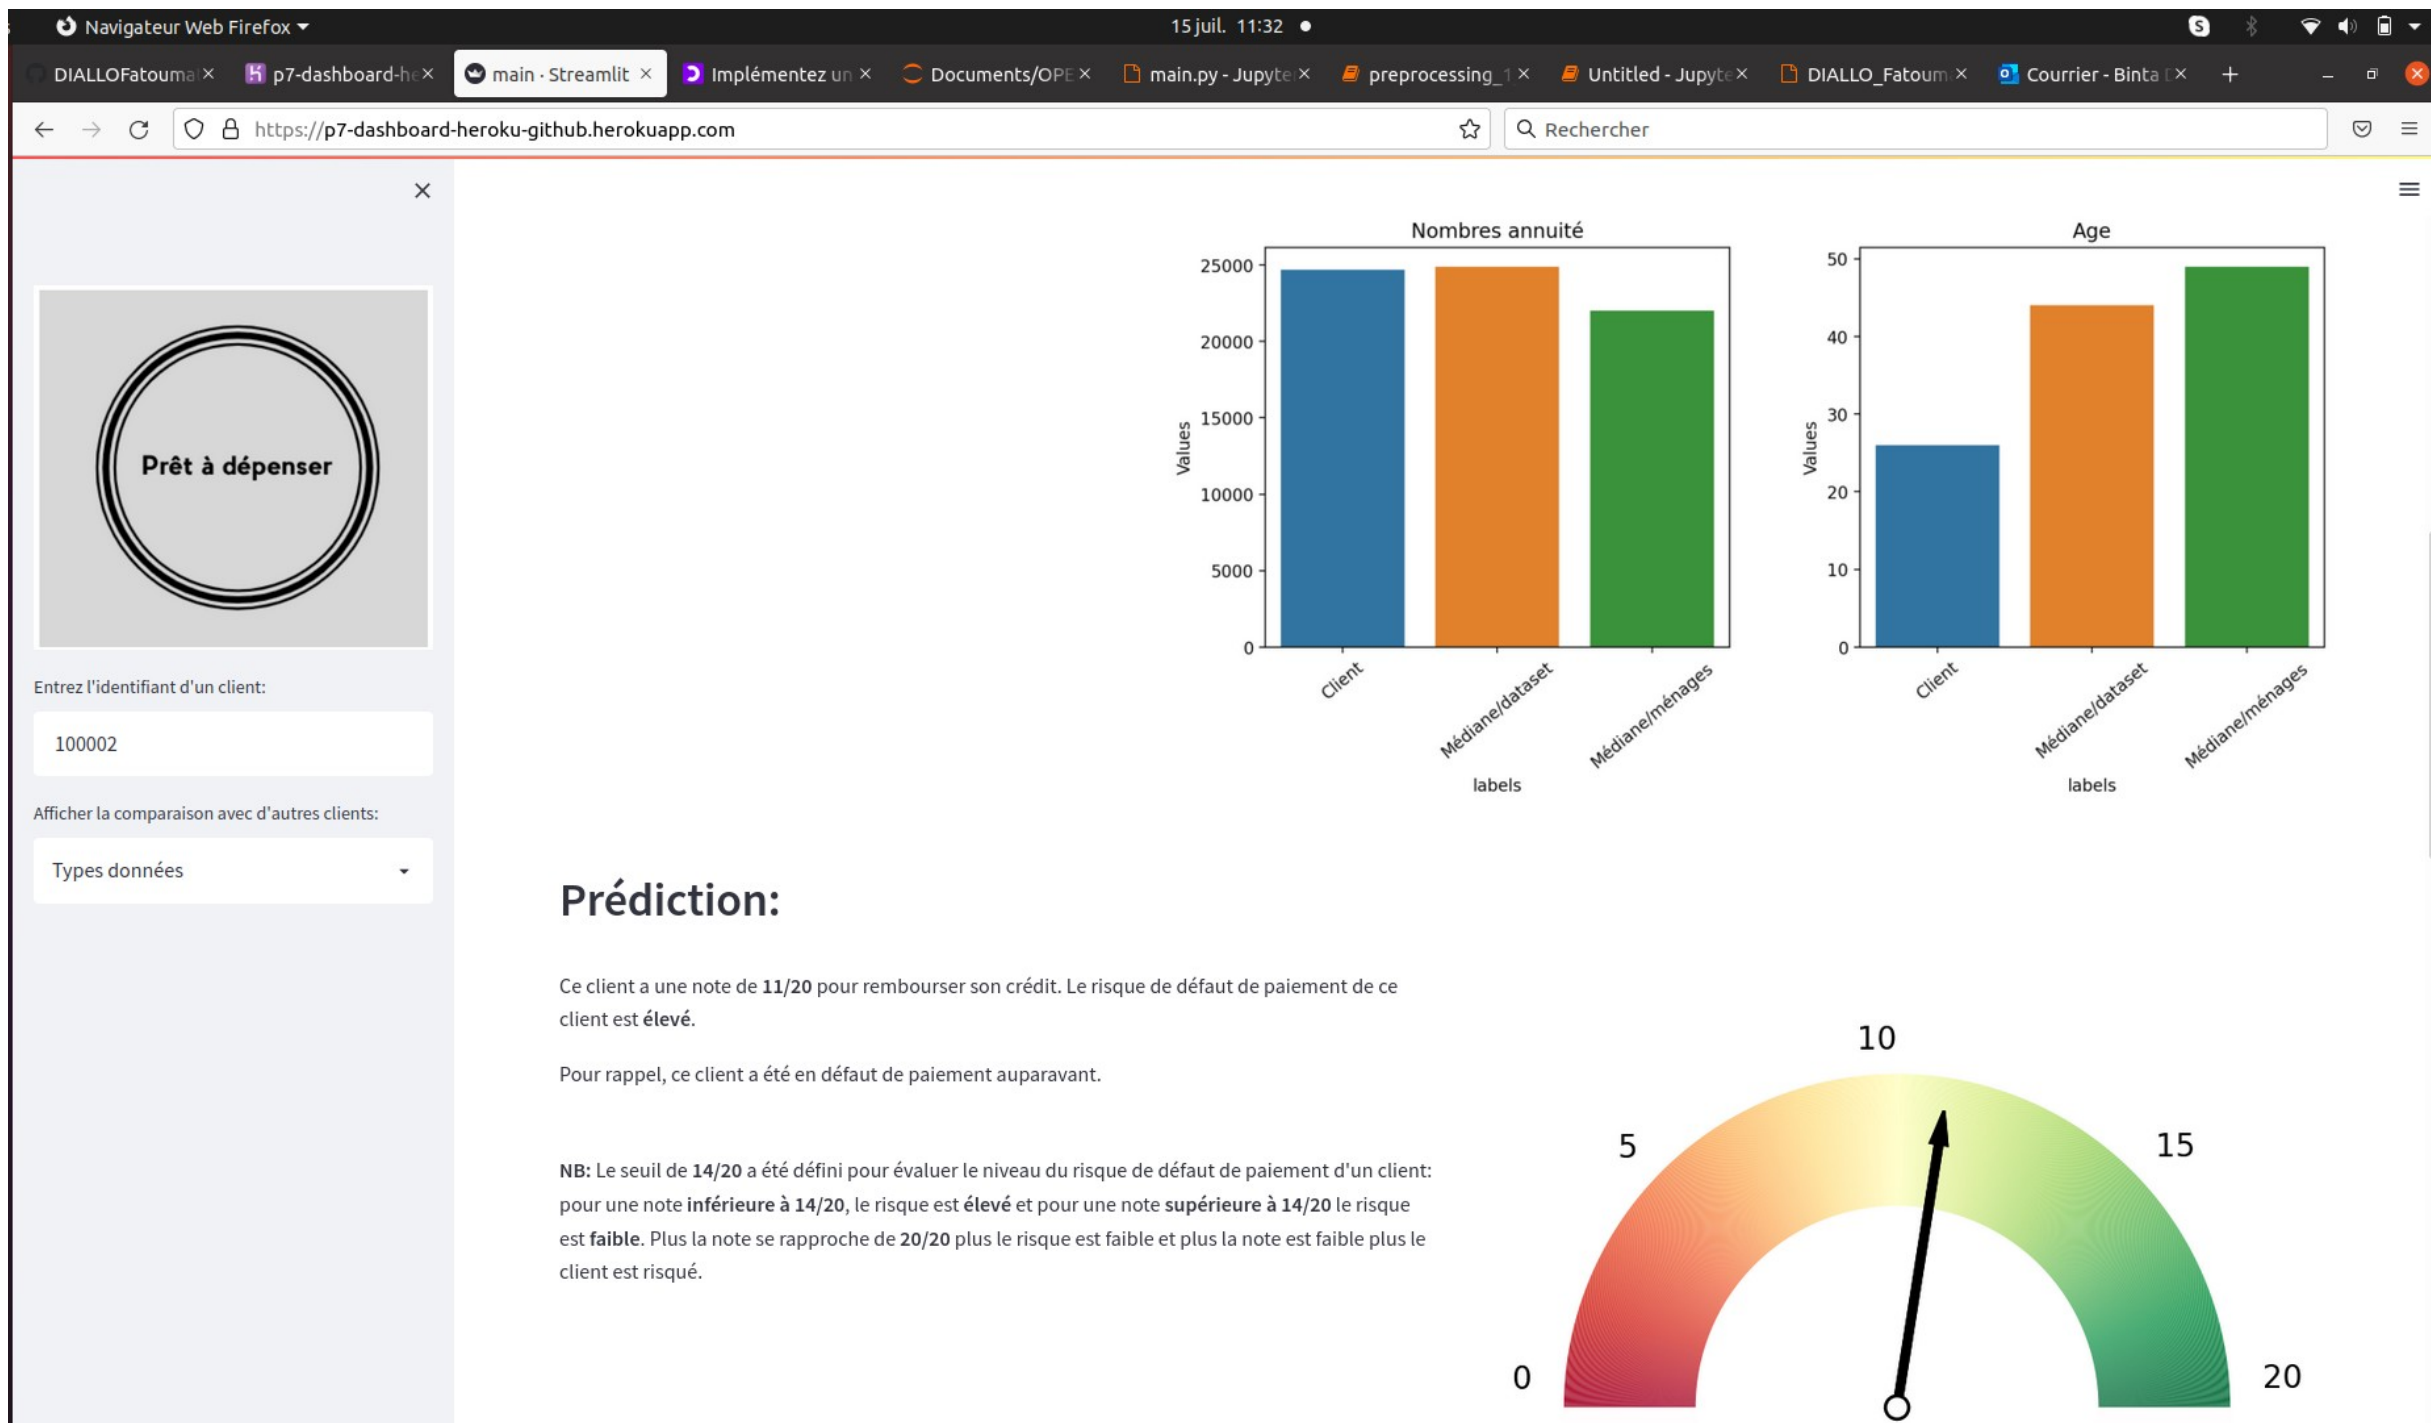 Navigateur Web Firefox
15 juil. 11:32
DIALLOFatouma
p7-dashboard-he
main · Streamlit
Implémentez un
Documents/OPE
main.py - Jupyte
preprocessing_1
Untitled - Jupyte
DIALLO_Fatoum
Courrier - Binta D
https://p7-dashboard-heroku-github.herokuapp.com
Rechercher
Prêt à dépenser
Entrez l'identifiant d'un client:
100002
Afficher la comparaison avec d'autres clients:
Types données
Nombres annuité
25000
20000
15000
10000
5000
0
Values
Client
Médiane/dataset
Médiane/ménages
labels
Age
50
40
30
20
10
0
Values
Client
Médiane/dataset
Médiane/ménages
labels
Prédiction:
Ce client a une note de 11/20 pour rembourser son crédit. Le risque de défaut de paiement de ce
client est élevé.
Pour rappel, ce client a été en défaut de paiement auparavant.
NB: Le seuil de 14/20 a été défini pour évaluer le niveau du risque de défaut de paiement d'un client:
pour une note inférieure à 14/20, le risque est élevé et pour une note supérieure à 14/20 le risque
est faible. Plus la note se rapproche de 20/20 plus le risque est faible et plus la note est faible plus le
client est risqué.
0
5
10
15
20